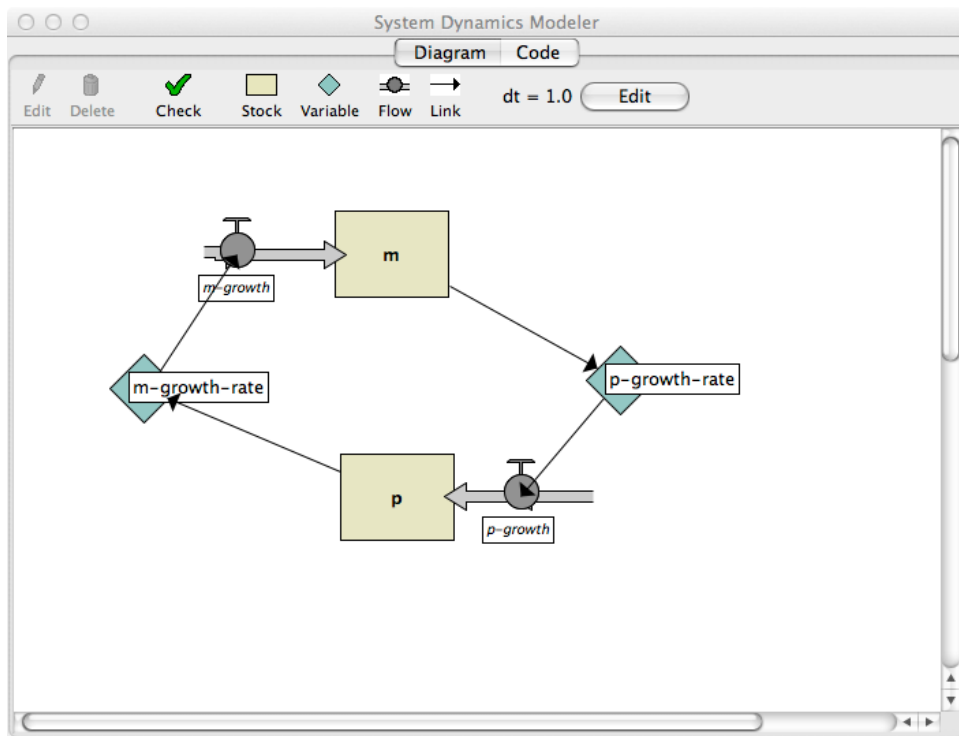 System Dynamics Modeler
Diagram Code
Edit Delete Check Stock Variable Flow Link dt = 1.0 Edit
m
m-growth
m-growth-rate
p-growth-rate
p
p-growth